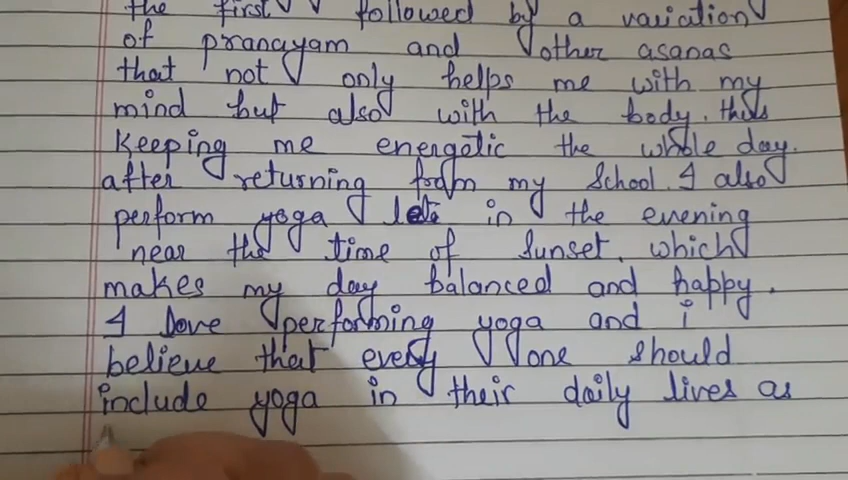 the first followed by a variation
of pranayam and other asanas
that not only helps me with my
mind but also with the body. thus
keeping me energetic the whole day.
after returning from my School. I also
perform yoga late in the evening
near the time of Sunset. which
makes my day balanced and happy.
I love performing yoga and i
believe that every one should
include yoga in their daily lives as